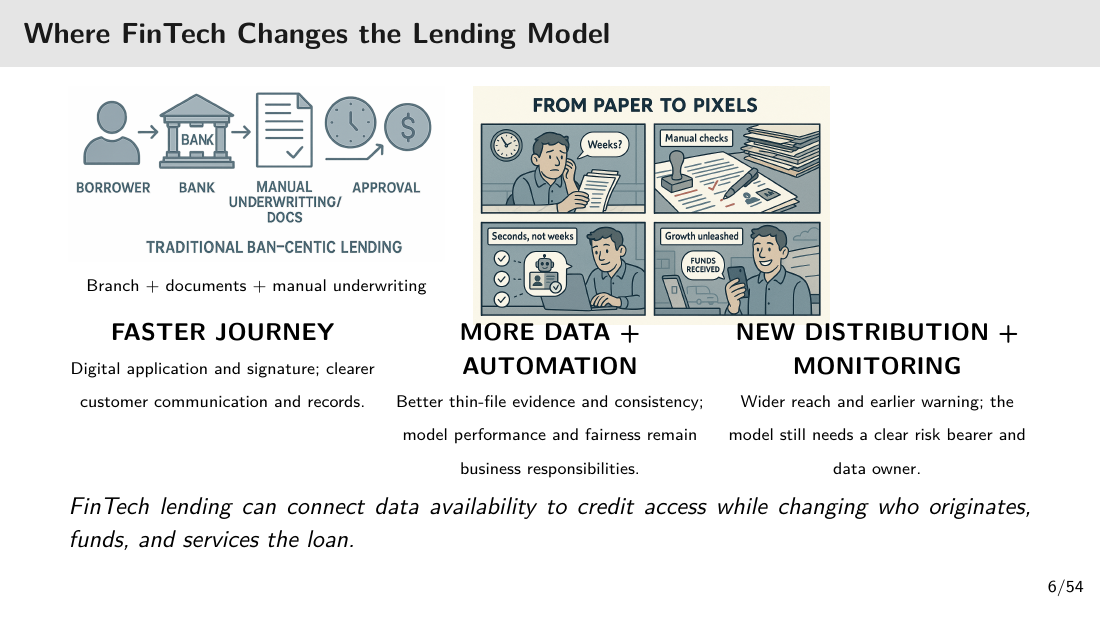 Where FinTech Changes the Lending Model
BANK
BORROWER
BANK
MANUAL
UNDERWRITTING/
DOCS
APPROVAL
TRADITIONAL BAN–CENTIC LENDING
Branch + documents + manual underwriting
FROM PAPER TO PIXELS
Weeks?
Manual checks
Seconds, not weeks
Growth unleashed
FUNDS
RECEIVED
FASTER JOURNEY
Digital application and signature; clearer
customer communication and records.
MORE DATA +
AUTOMATION
Better thin-file evidence and consistency;
model performance and fairness remain
business responsibilities.
NEW DISTRIBUTION +
MONITORING
Wider reach and earlier warning; the
model still needs a clear risk bearer and
data owner.
FinTech lending can connect data availability to credit access while changing who originates,
funds, and services the loan.
6/54